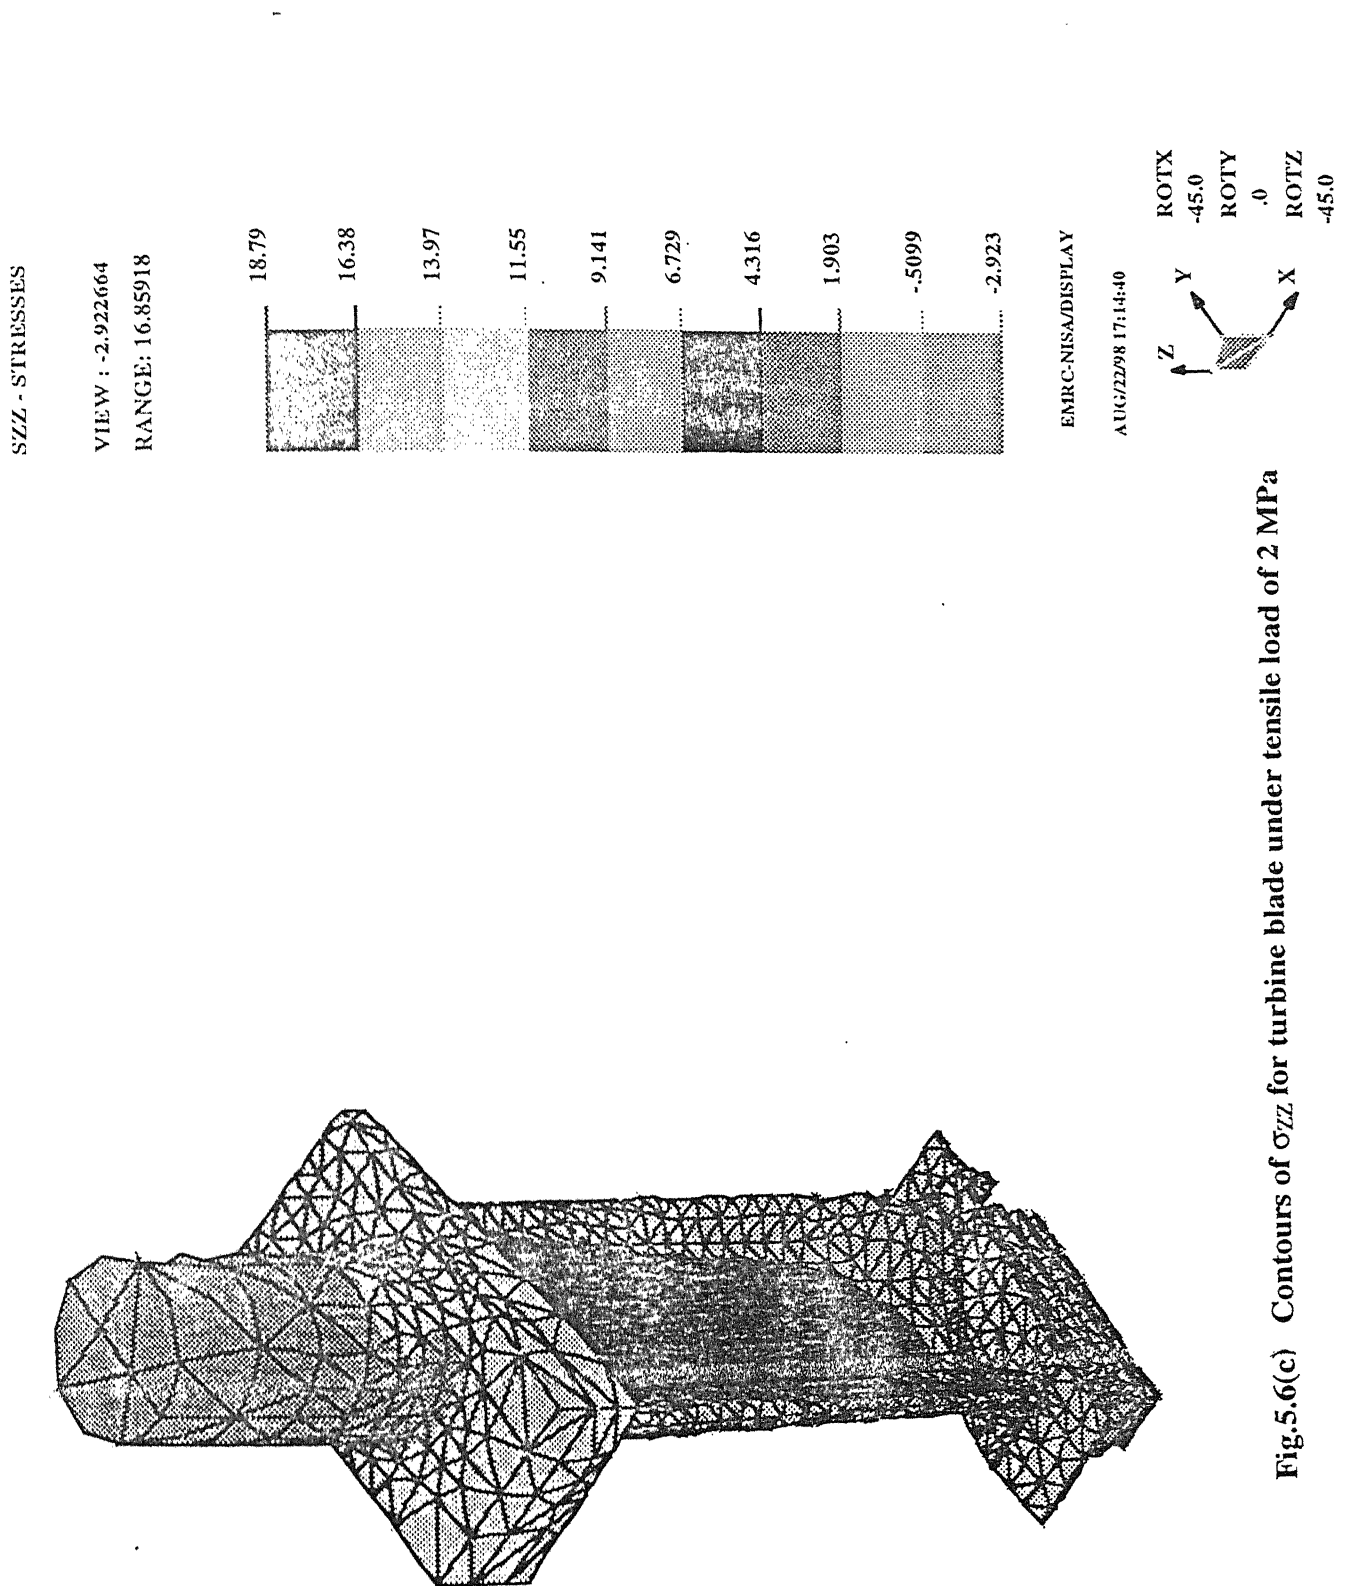 SZZ - STRESSES
VIEW : -2.922664
RANGE: 16.85918
18.79
16.38
13.97
11.55
9.141
6.729
4.316
1.903
-.5099
-2.923
EMRC-NISA/DISPLAY
AUG/22/98 17:14:40
Z
Y
X
ROTX
-45.0
ROTY
.0
ROTZ
-45.0
Fig.5.6(c) Contours of σZZ for turbine blade under tensile load of 2 MPa